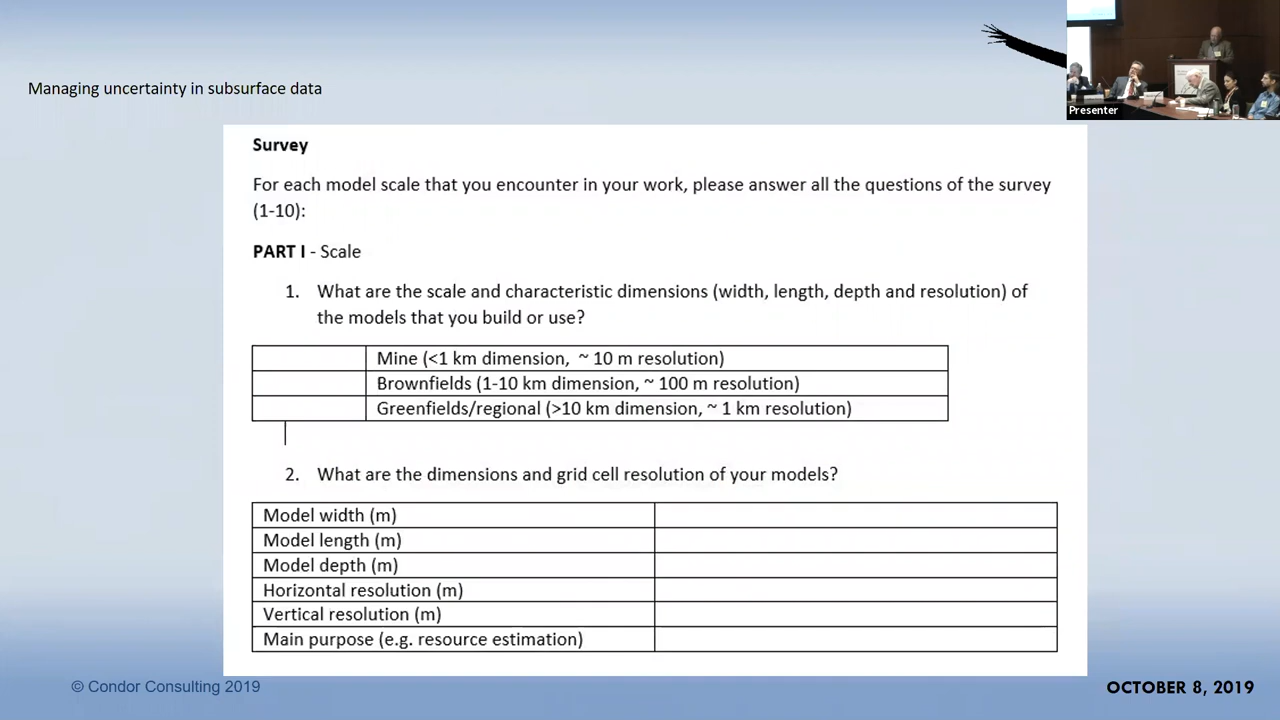 Managing uncertainty in subsurface data
Presenter
Survey
For each model scale that you encounter in your work, please answer all the questions of the survey
(1-10):
PART I - Scale
1. What are the scale and characteristic dimensions (width, length, depth and resolution) of
the models that you build or use?
Mine (<1 km dimension, ~ 10 m resolution)
Brownfields (1-10 km dimension, ~ 100 m resolution)
Greenfields/regional (>10 km dimension, ~ 1 km resolution)
2. What are the dimensions and grid cell resolution of your models?
Model width (m)
Model length (m)
Model depth (m)
Horizontal resolution (m)
Vertical resolution (m)
Main purpose (e.g. resource estimation)
© Condor Consulting 2019
OCTOBER 8, 2019